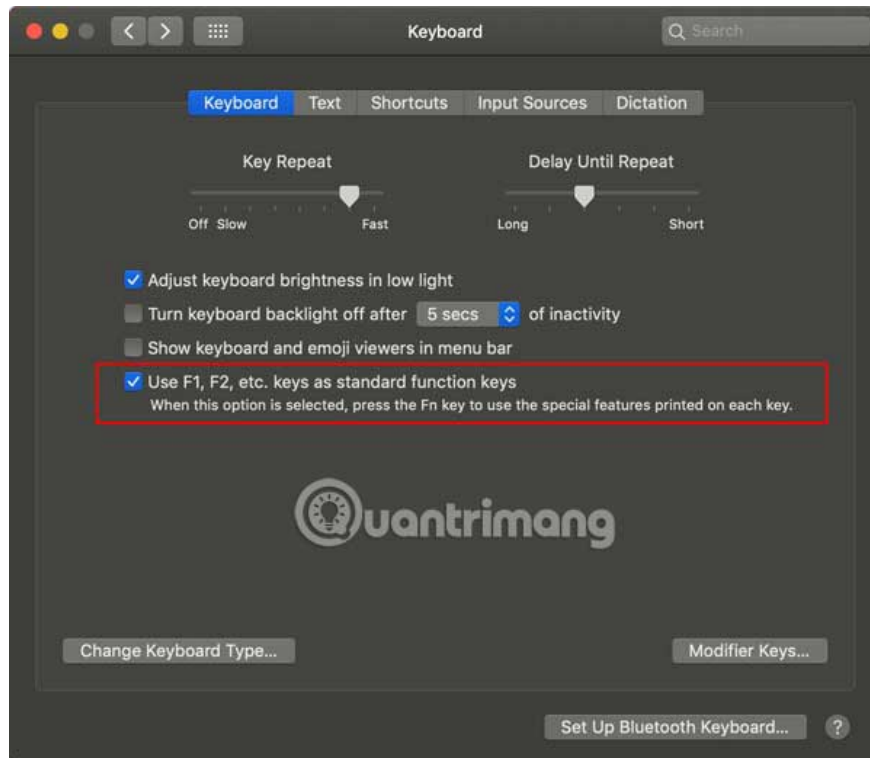 Keyboard
Search
Keyboard Text Shortcuts Input Sources Dictation
Key Repeat Delay Until Repeat
Off Slow Fast Long Short
Adjust keyboard brightness in low light
Turn keyboard backlight off after 5 secs of inactivity
Show keyboard and emoji viewers in menu bar
Use F1, F2, etc. keys as standard function keys
When this option is selected, press the Fn key to use the special features printed on each key.
Quantrimang
Change Keyboard Type... Modifier Keys...
Set Up Bluetooth Keyboard... ?